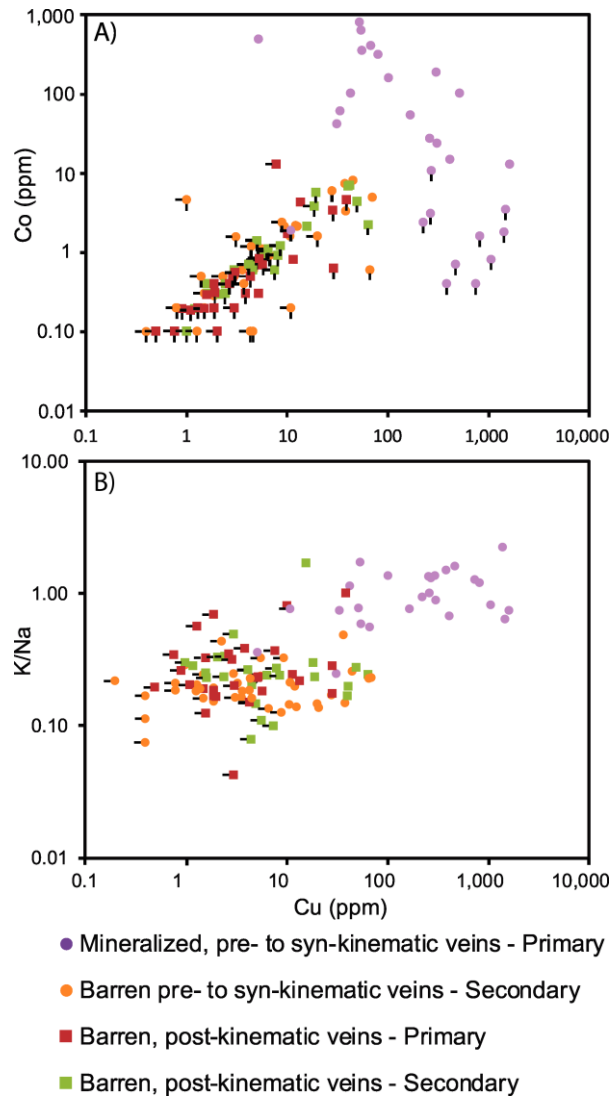 1,000
A)
100
10
1
0.10
0.01
Co (ppm)
0.1 1 10 100 1,000 10,000
10.00
B)
1.00
0.10
0.01
K/Na
0.1 1 10 100 1,000 10,000
Cu (ppm)
Mineralized, pre- to syn-kinematic veins - Primary
Barren pre- to syn-kinematic veins - Secondary
Barren, post-kinematic veins - Primary
Barren, post-kinematic veins - Secondary